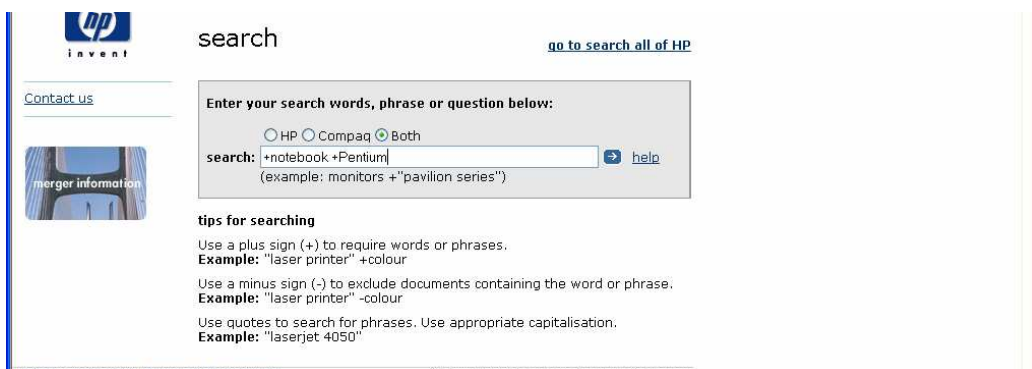 hp
invent
search
go to search all of HP
Contact us
merger information
Enter your search words, phrase or question below:
HP Compaq Both
search: +notebook +Pentium help
(example: monitors +"pavilion series")
tips for searching
Use a plus sign (+) to require words or phrases.
Example: "laser printer" +colour
Use a minus sign (-) to exclude documents containing the word or phrase.
Example: "laser printer" -colour
Use quotes to search for phrases. Use appropriate capitalisation.
Example: "laserjet 4050"